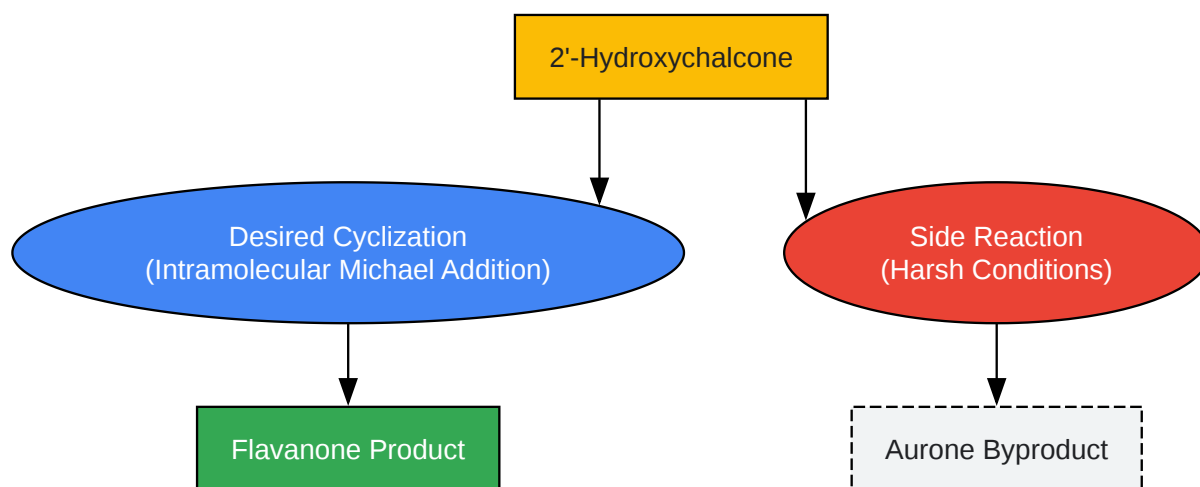 2'-Hydroxychalcone
Desired Cyclization
(Intramolecular Michael Addition)
Side Reaction
(Harsh Conditions)
Flavanone Product
Aurone Byproduct